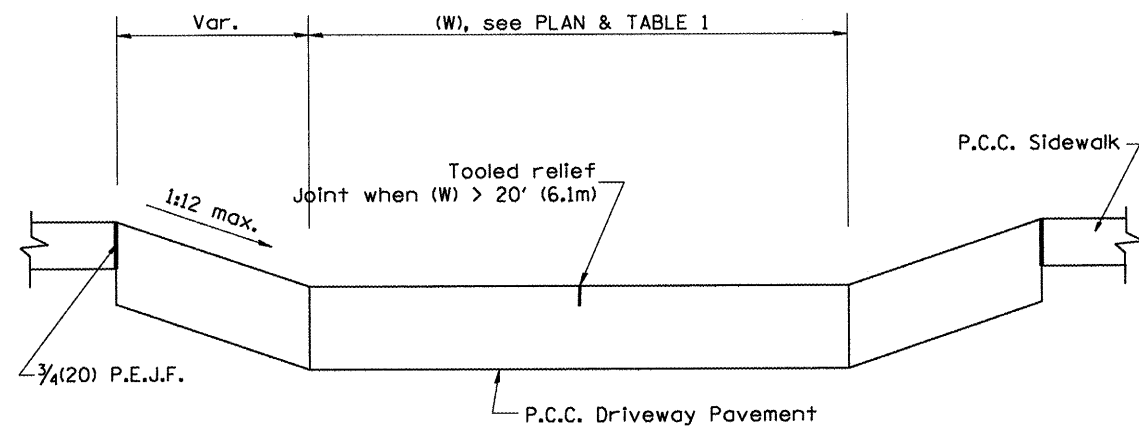 Var.
(W), see PLAN & TABLE 1
P.C.C. Sidewalk
Tooled relief
Joint when (W) > 20' (6.1m)
1:12 max.
¾(20) P.E.J.F.
P.C.C. Driveway Pavement